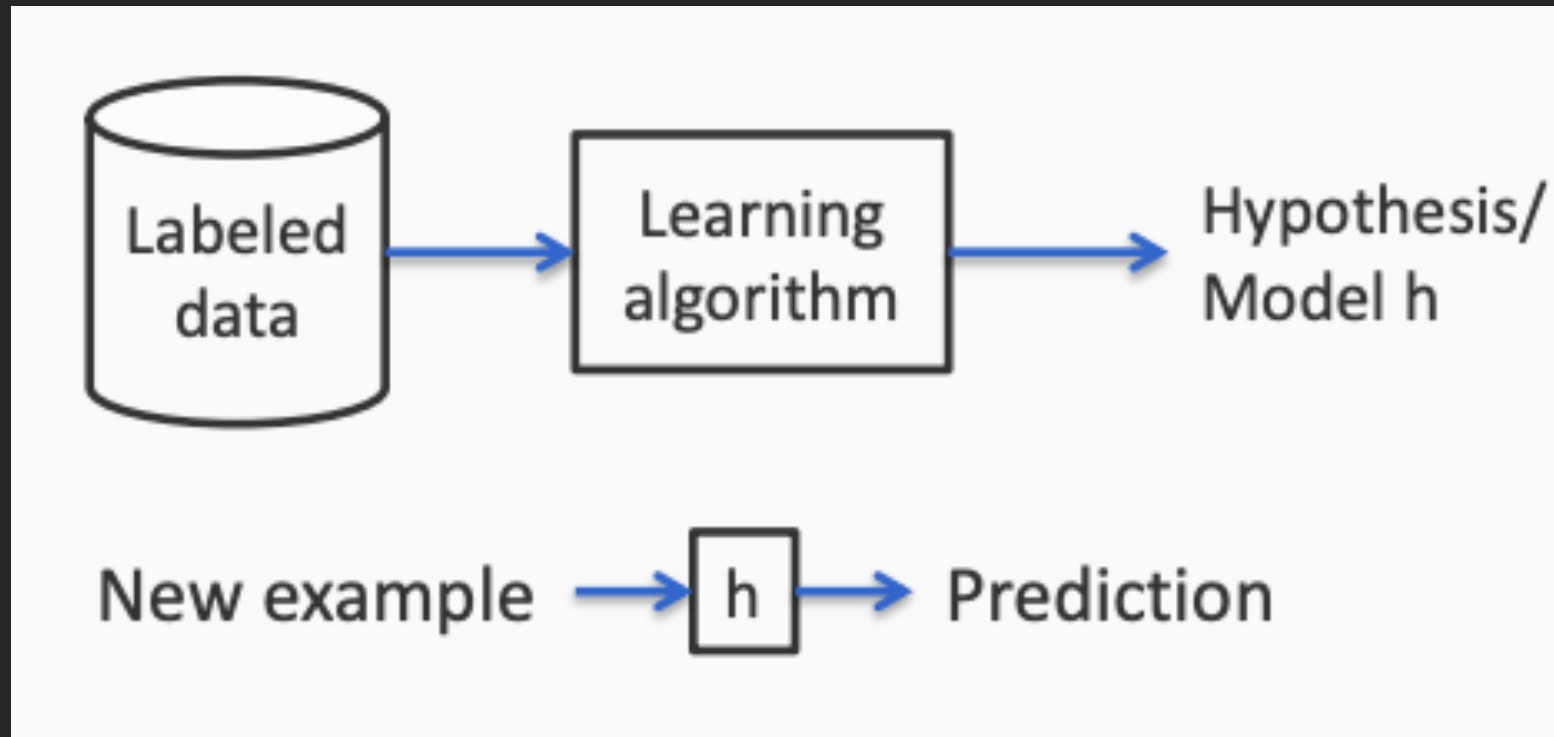 Labeled
data
Learning
algorithm
Hypothesis/
Model h
New example
h
Prediction